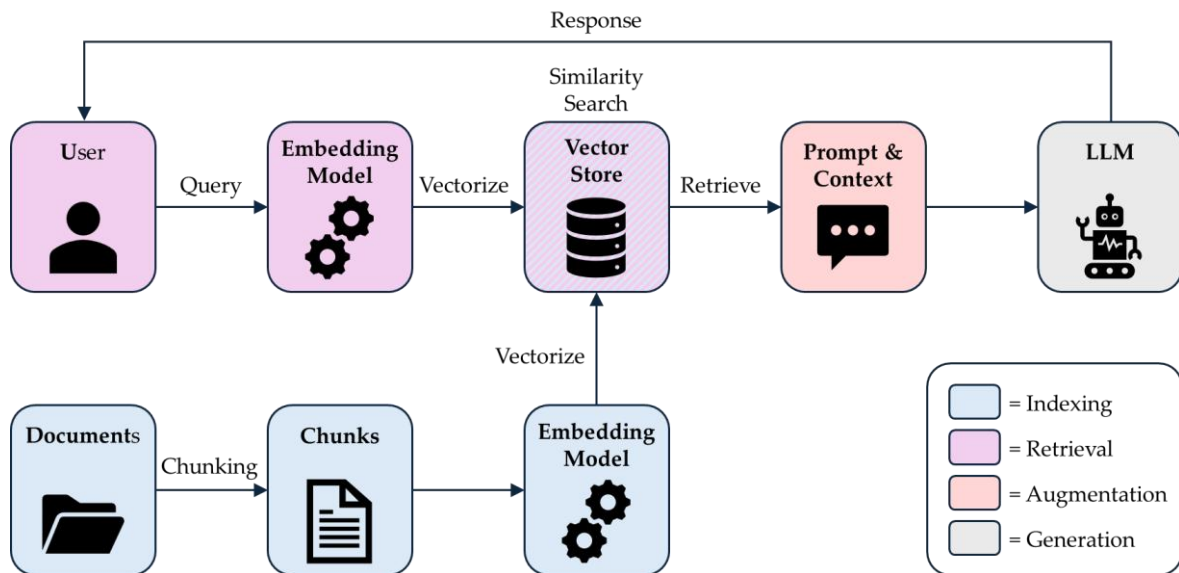 Response
Similarity
Search
User
Query
Embedding
Model
Vectorize
Vector
Store
Retrieve
Prompt &
Context
LLM
Vectorize
Documents
Chunking
Chunks
Embedding
Model
= Indexing
= Retrieval
= Augmentation
= Generation